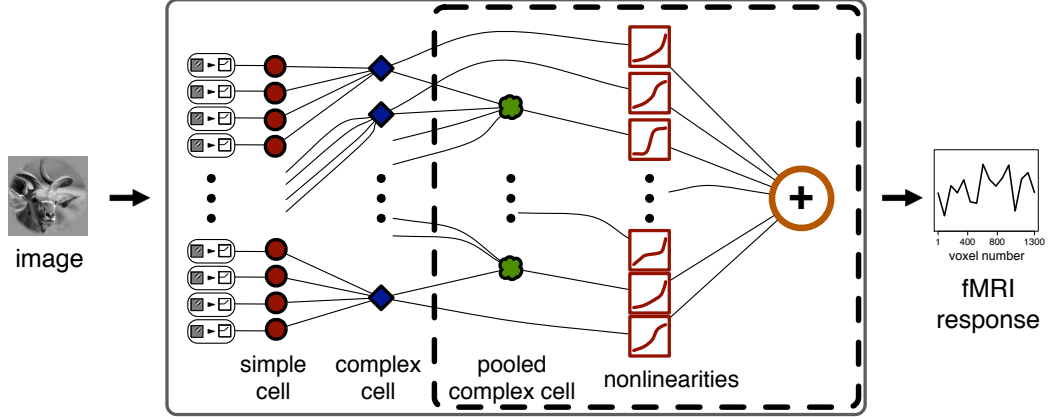 image
simple
cell
complex
cell
pooled
complex cell
nonlinearities
+
1 400 800 1300
voxel number
fMRI
response